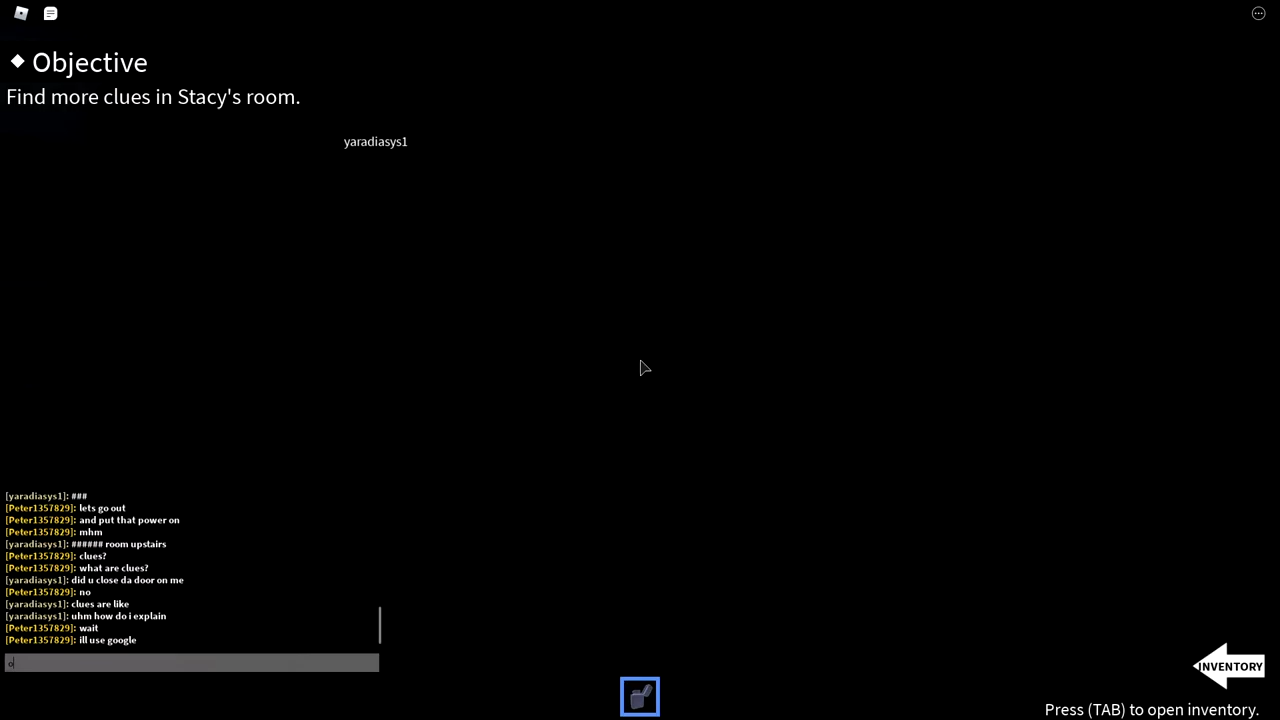 Objective
Find more clues in Stacy's room.
yaradiasys1
[yaradiasys1]: ###
[Peter1357829]: lets go out
[Peter1357829]: and put that power on
[Peter1357829]: mhm
[yaradiasys1]: ###### room upstairs
[Peter1357829]: clues?
[Peter1357829]: what are clues?
[yaradiasys1]: did u close da door on me
[Peter1357829]: no
[yaradiasys1]: clues are like
[yaradiasys1]: uhm how do i explain
[Peter1357829]: wait
[Peter1357829]: ill use google
o
INVENTORY
Press (TAB) to open inventory.